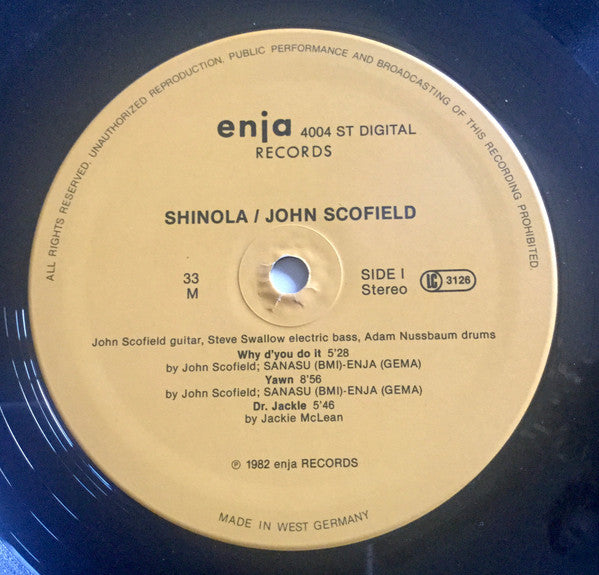 ALL RIGHTS RESERVED. UNAUTHORIZED REPRODUCTION. PUBLIC PERFORMANCE AND BROADCASTING OF THIS RECORDING PROHIBITED.
enja 4004 ST DIGITAL
RECORDS
SHINOLA / JOHN SCOFIELD
33 SIDE I LC 3126
M Stereo
John Scofield guitar, Steve Swallow electric bass, Adam Nussbaum drums
Why d'you do it 5'28
by John Scofield; SANASU (BMI)-ENJA (GEMA)
Yawn 8'56
by John Scofield; SANASU (BMI)-ENJA (GEMA)
Dr. Jackle 5'46
by Jackie McLean
℗ 1982 enja RECORDS
MADE IN WEST GERMANY